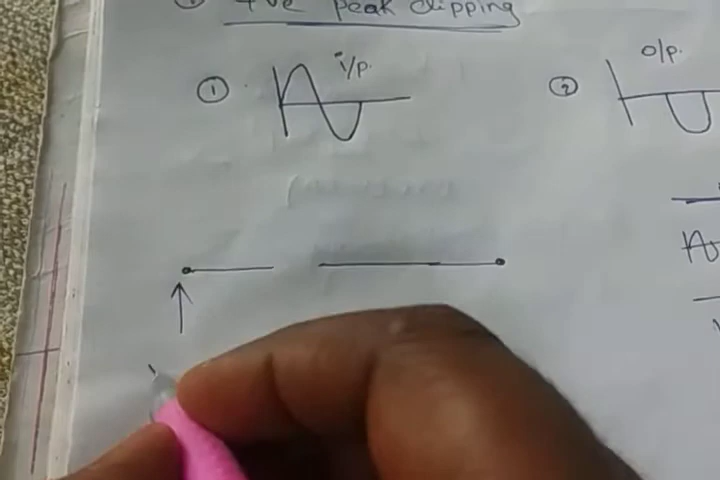 +ve peak clipping
① i/p.
② o/p.